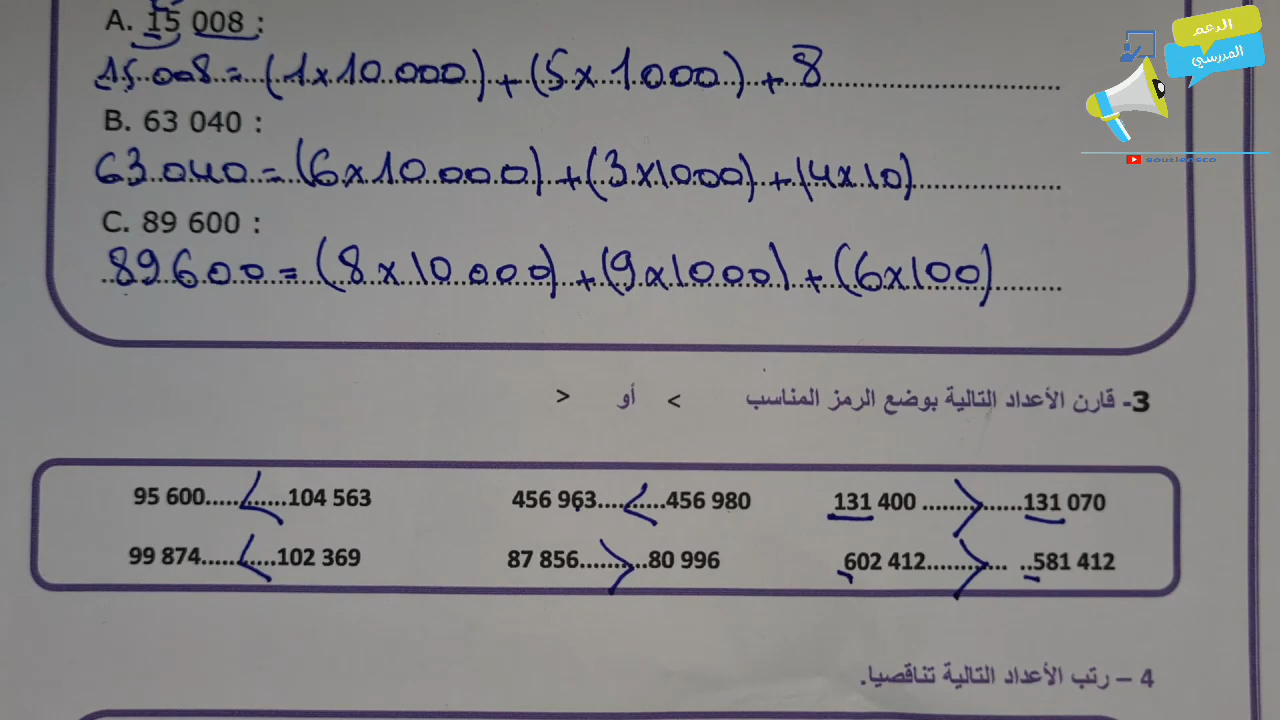 A. 15 008 :
15 008 = (1x10 000) + (5x1000) + 8
B. 63 040 :
63 040 = (6x10 000) + (3x1000) + (4x10)
C. 89 600 :
89 600 = (8x10 000) + (9x1000) + (6x100)
3- قارن الأعداد التالية بوضع الرمز المناسب < أو >
95 600......<......104 563 456 963....<......456 980 131 400 ........>......131 070
99 874......<......102 369 87 856......>...80 996 602 412........>... ..581 412
4 – رتب الأعداد التالية تناقصيا.
الدعم
المدرسي
soutiensco